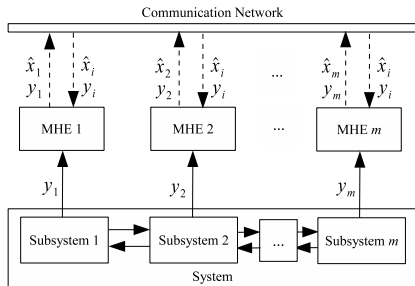 Communication Network
x̂₁ x̂ᵢ x̂₂ x̂ᵢ ... x̂ₘ x̂ᵢ
y₁ yᵢ y₂ yᵢ yₘ yᵢ
MHE 1 MHE 2 ... MHE m
y₁ y₂ yₘ
Subsystem 1 Subsystem 2 ... Subsystem m
System